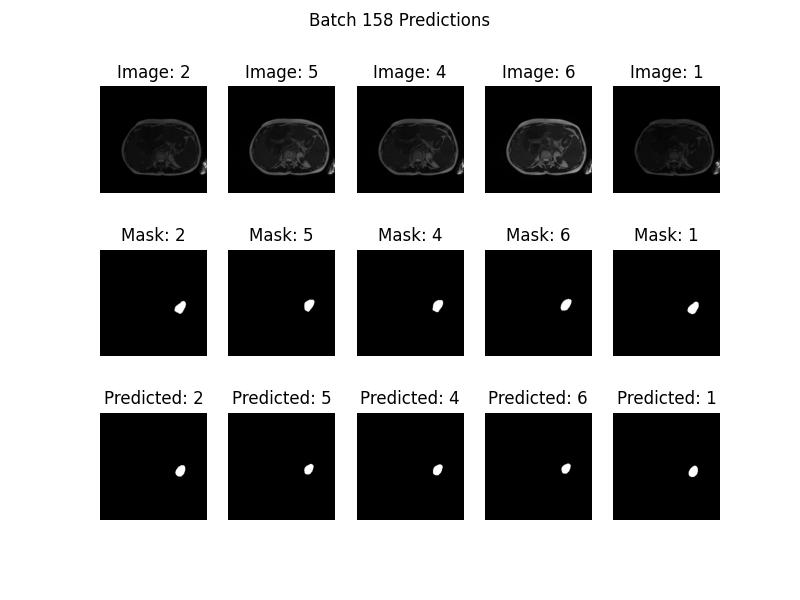 Batch 158 Predictions
Image: 2
Image: 5
Image: 4
Image: 6
Image: 1
Mask: 2
Mask: 5
Mask: 4
Mask: 6
Mask: 1
Predicted: 2
Predicted: 5
Predicted: 4
Predicted: 6
Predicted: 1